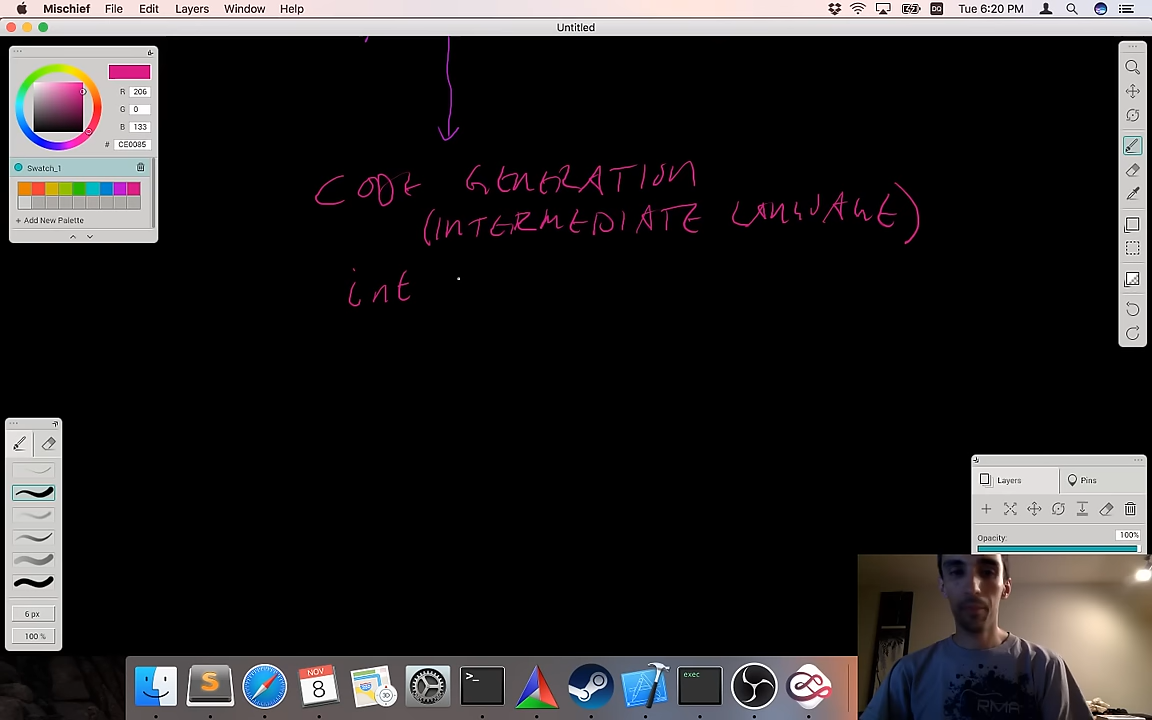 Mischief File Edit Layers Window Help Tue 6:20 PM
Untitled
R 206
G 0
B 133
# CE0085
Swatch_1
+ Add New Palette
CODE GENERATION
(INTERMEDIATE LANGUAGE)
int
6 px
100 %
Layers Pins
Opacity: 100%
NOV
8
S
>_
exec
RMA